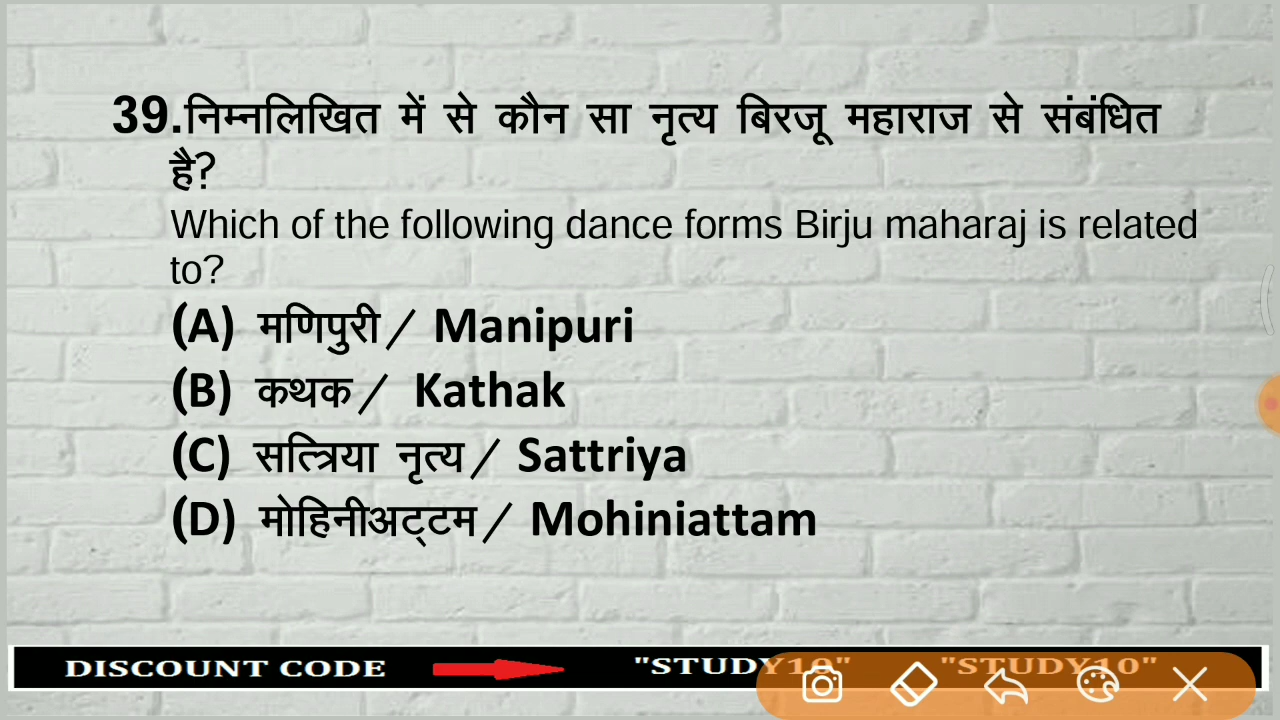 39.निम्नलिखित में से कौन सा नृत्य बिरजू महाराज से संबंधित
है?
Which of the following dance forms Birju maharaj is related
to?
(A) मणिपुरी/ Manipuri
(B) कथक/ Kathak
(C) सत्त्रिया नृत्य/ Sattriya
(D) मोहिनीअट्टम/ Mohiniattam
DISCOUNT CODE "STUDY10" "STUDY10"